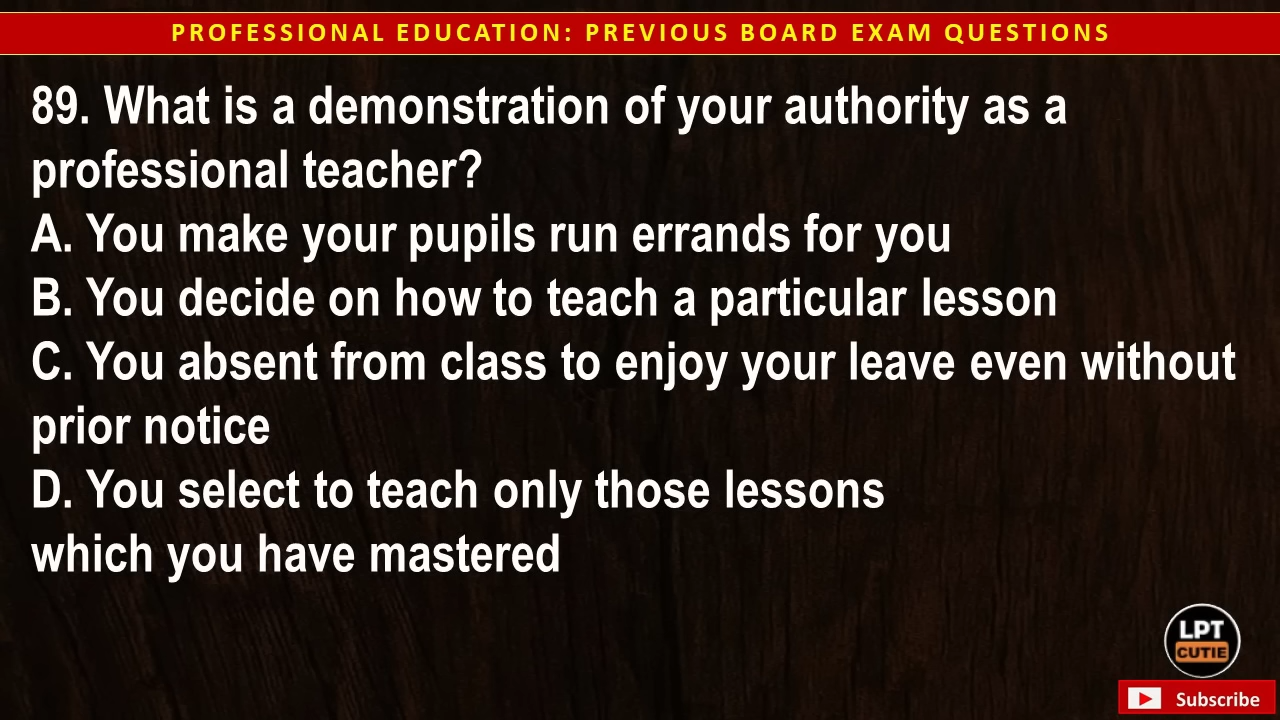 PROFESSIONAL EDUCATION: PREVIOUS BOARD EXAM QUESTIONS
89. What is a demonstration of your authority as a
professional teacher?
A. You make your pupils run errands for you
B. You decide on how to teach a particular lesson
C. You absent from class to enjoy your leave even without
prior notice
D. You select to teach only those lessons
which you have mastered
LPT
CUTIE
Subscribe